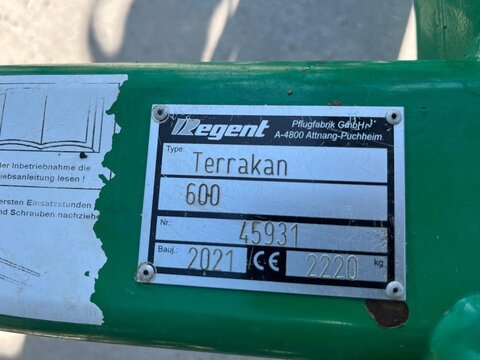 Regent
Pflugfabrik GmbH
A-4800 Attnang-Puchheim
Type: Terrakan
600
Nr.: 45931
Bauj.: 2021 CE 2220 kg
der Inbetriebnahme die
iebsanleitung lesen !
ersten Einsatzstunden
nd Schrauben nachziehe